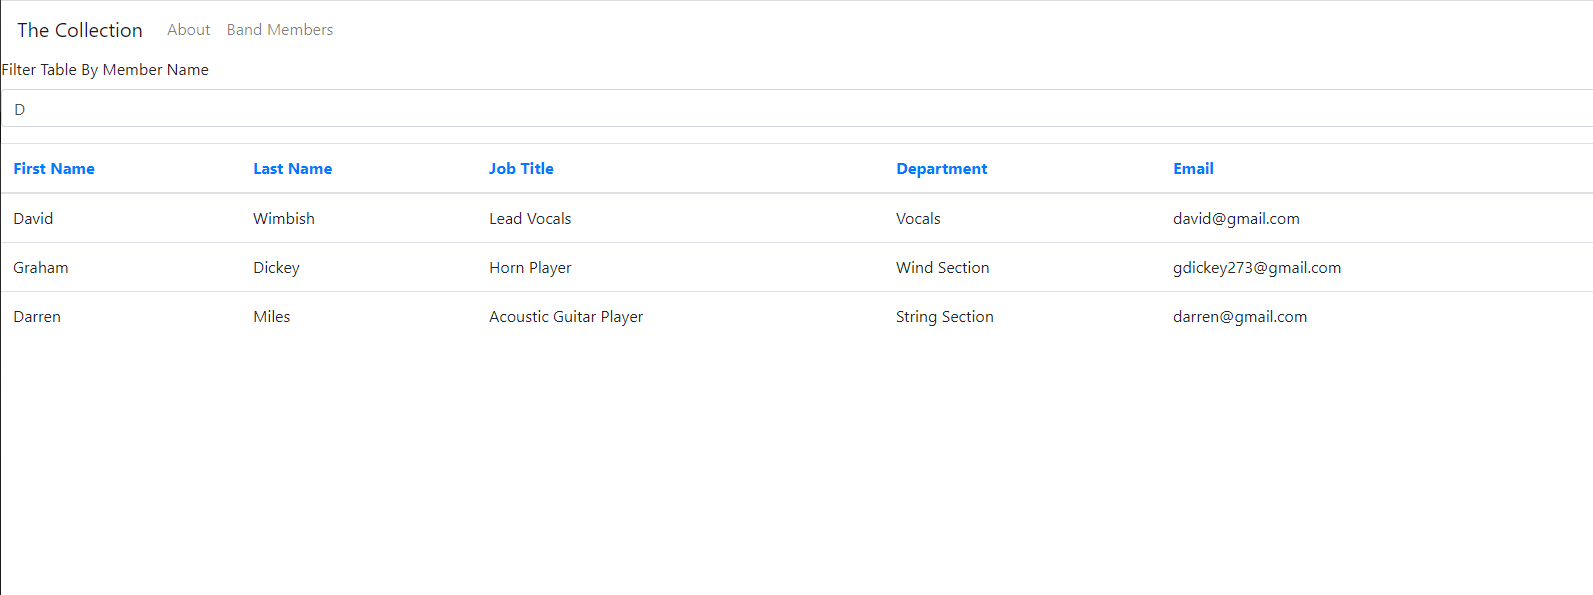 The Collection About Band Members
Filter Table By Member Name
D
First Name Last Name Job Title Department Email
David Wimbish Lead Vocals Vocals david@gmail.com
Graham Dickey Horn Player Wind Section gdickey273@gmail.com
Darren Miles Acoustic Guitar Player String Section darren@gmail.com